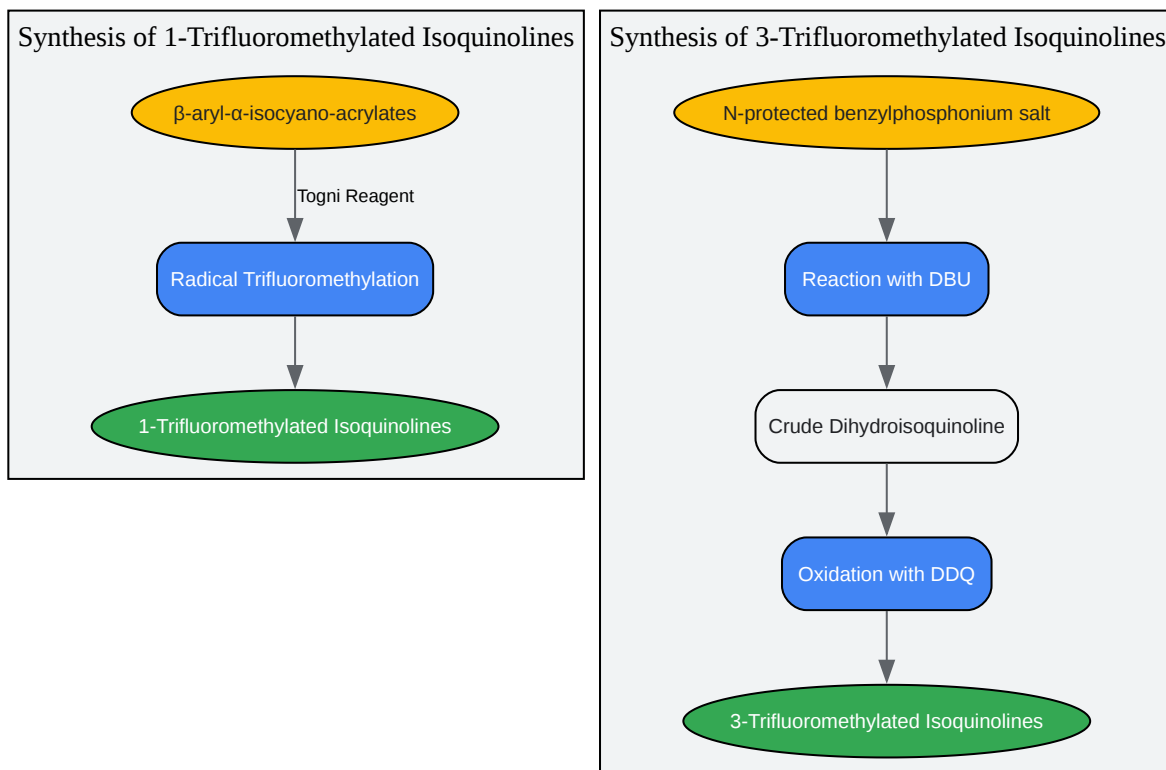 Synthesis of 1-Trifluoromethylated Isoquinolines
β-aryl-α-isocyano-acrylates
Togni Reagent
Radical Trifluoromethylation
1-Trifluoromethylated Isoquinolines
Synthesis of 3-Trifluoromethylated Isoquinolines
N-protected benzylphosphonium salt
Reaction with DBU
Crude Dihydroisoquinoline
Oxidation with DDQ
3-Trifluoromethylated Isoquinolines